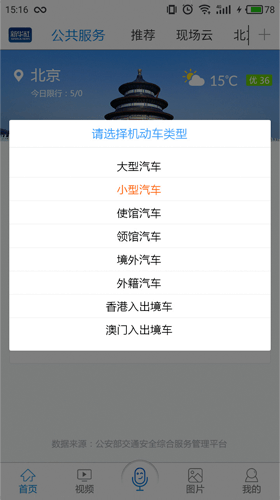 15:16
4G
78
新华社
公共服务
推荐
现场云
北京
北京
今日限行：5/0
15℃
优 36
请选择机动车类型
大型汽车
小型汽车
使馆汽车
领馆汽车
境外汽车
外籍汽车
香港入出境车
澳门入出境车
数据来源：公安部交通安全综合服务管理平台
首页
视频
图片
我的